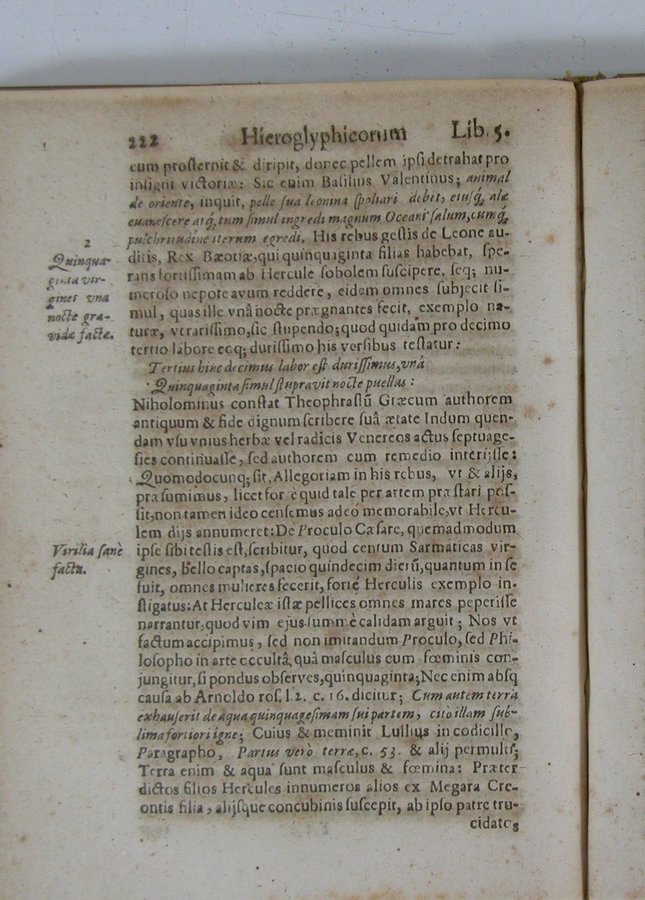 222 Hieroglyphicorum Lib. 5.
eum prosternit & diripit, donec pellem ipsi detrahat pro
insigni victoriæ: Sic enim Basilius Valentinus; animal
de oriente, inquit, pelle sua leonina spoliari debet, eiusq́, alæ
euanescere atq́, tum simul ingredi magnum Oceani salum, cumq́,
pulchritudine iterum egredi. His rebus gestis de Leone au-
ditis, Rex Bæotiæ, qui quinquaginta filias habebat, spe-
rans fortissimam ab Hercule sobolem suscipere, seq; nu-
meroso nepote avum reddere, eidem omnes subjecit si-
mul, quas ille vnâ nocte prægnantes fecit, exemplo na-
turæ, vt rarissimo, sic stupendo; quod quidam pro decimo
tertio labore eoq; durissimo his versibus testatur:
Tertius hinc decimus labor est durissimus, vnâ
Quinquaginta simul stupravit nocte puellas:
Niholominus constat Theophrastũ Græcum authorem
antiquum & fide dignum scribere suâ ætate Indum quen-
dam vsu vnius herbæ vel radicis Venereos actus septuage-
sies continuasse, sed authorem cum remedio interijsse:
Quomodocunq; sit, Allegoriam in his rebus, vt & alijs,
præsumimus, licet fortè quid tale per artem præstari pos-
sit, non tamen ideo censemus adeó memorabile, vt Hercu-
lem dijs annumeret: De Proculo Cæsare, quemadmodum
ipse sibi testis est, scribitur, quod centum Sarmaticas vir-
gines, bello captas, spacio quindecim dierũ, quantum in se
fuit, omnes mulieres fecerit, fortè Herculis exemplo in-
stigatus: At Herculeæ istæ pellices omnes mares peperisse
narrantur, quod vim ejus summè calidam arguit; Nos vt
factum accipimus, sed non imitandum Proculo, sed Phi-
losopho in arte occultâ, quâ masculus cum fœminis con-
jungitur, si pondus observes, quinquaginta; Nec enim absq́
causa ab Arnoldo ros. l. 2. c. 16. dicitur; Cum autem terra
exhauserit de aqua quinquagesimam sui partem, citò illam sub-
lima fortiori igne; Cuius & meminit Lullius in codicillo,
Paragrapho, Partus verò terræ, c. 53. & alij permulti;
Terra enim & aqua sunt masculus & fœmina: Præter
dictos filios Hercules innumeros alios ex Megara Cre-
ontis filia, alijsque concubinis suscepit, ab ipso patre tru-
cidatos
2
Quinqua-
ginta vir-
gines vna
nocte gra-
vidæ factæ.
Virilia sanè
facta.